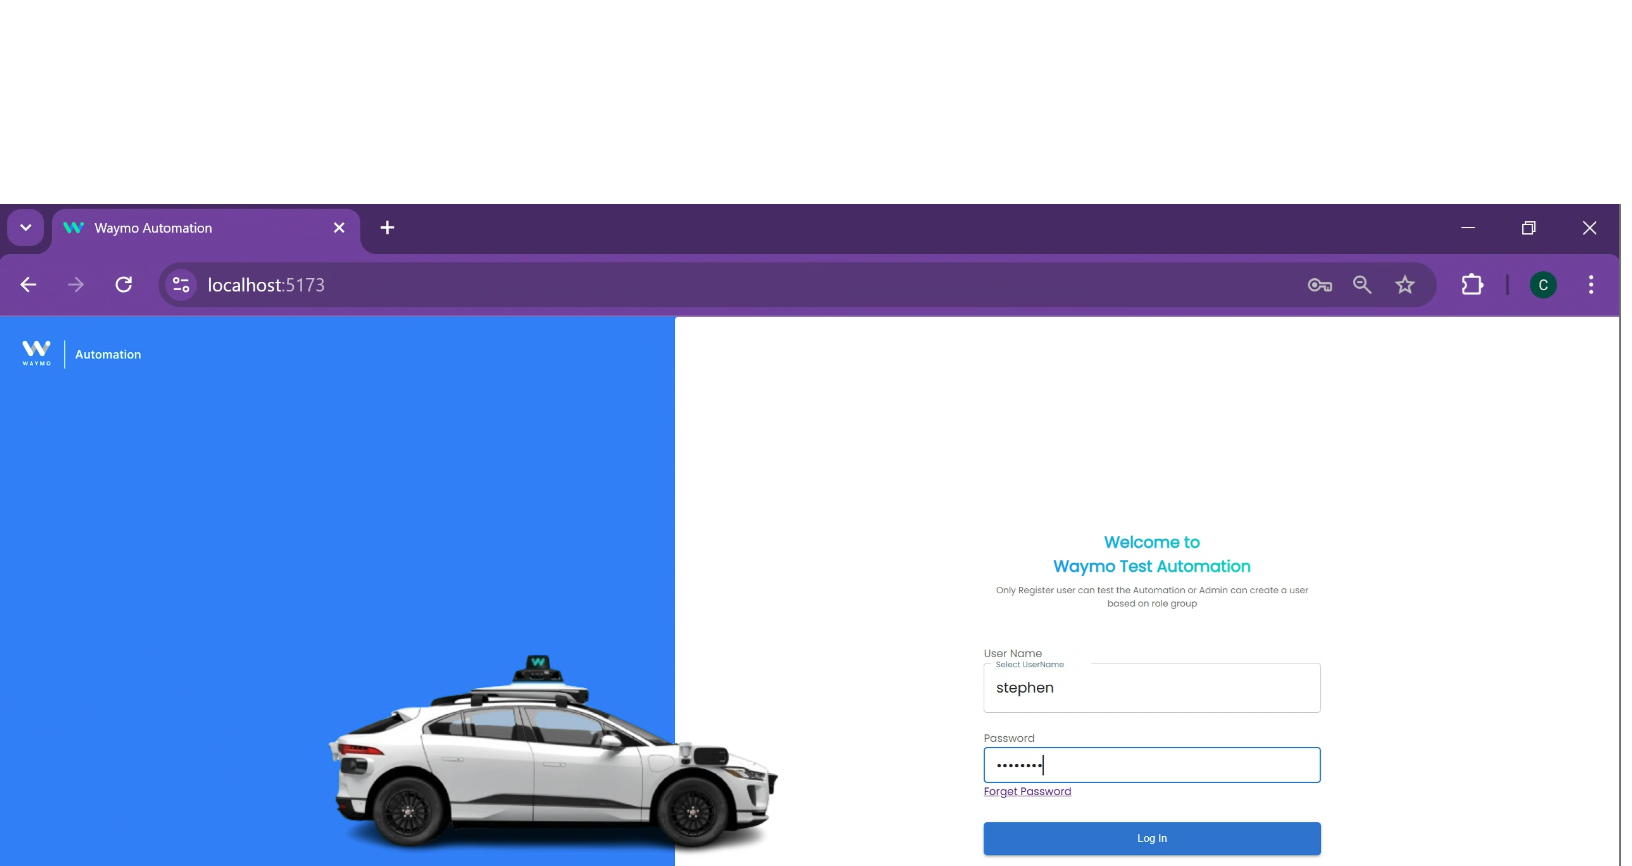 Waymo Automation
localhost:5173
C
WAYMO
Automation
Welcome to
Waymo Test Automation
Only Register user can test the Automation or Admin can create a user
based on role group
User Name
Select UserName
stephen
Password
••••••••
Forget Password
Log In